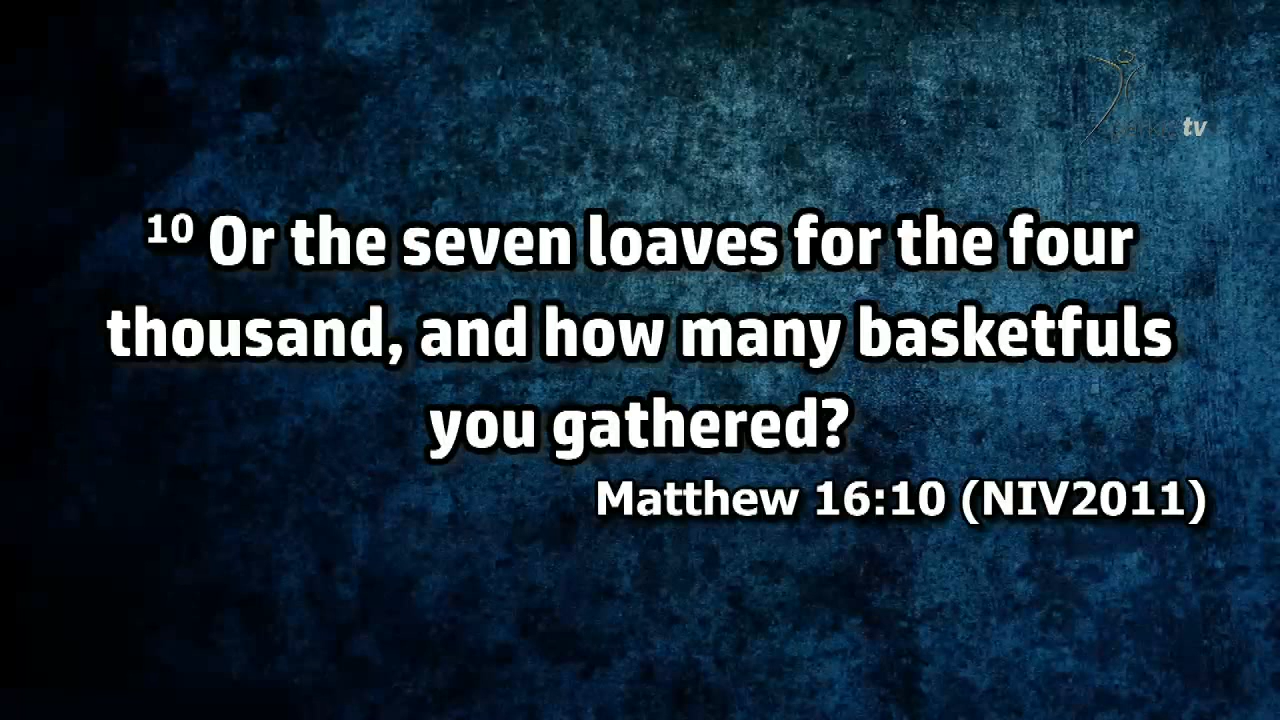 tv
10 Or the seven loaves for the four
thousand, and how many basketfuls
you gathered?
Matthew 16:10 (NIV2011)